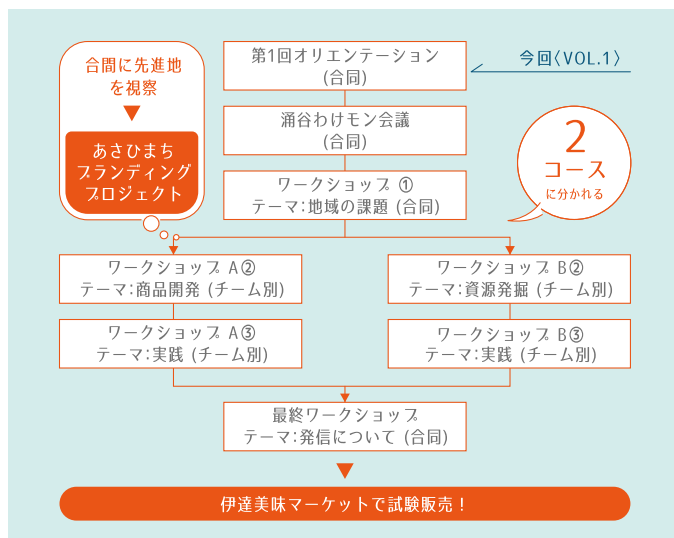 第1回オリエンテーション
(合同)
今回〈VOL.1〉
合間に先進地
を視察
あさひまち
ブランディング
プロジェクト
涌谷わけモン会議
(合同)
2
コース
に分かれる
ワークショップ ①
テーマ:地域の課題 (合同)
ワークショップ A②
テーマ:商品開発 (チーム別)
ワークショップ B②
テーマ:資源発掘 (チーム別)
ワークショップ A③
テーマ:実践 (チーム別)
ワークショップ B③
テーマ:実践 (チーム別)
最終ワークショップ
テーマ:発信について (合同)
伊達美味マーケットで試験販売！